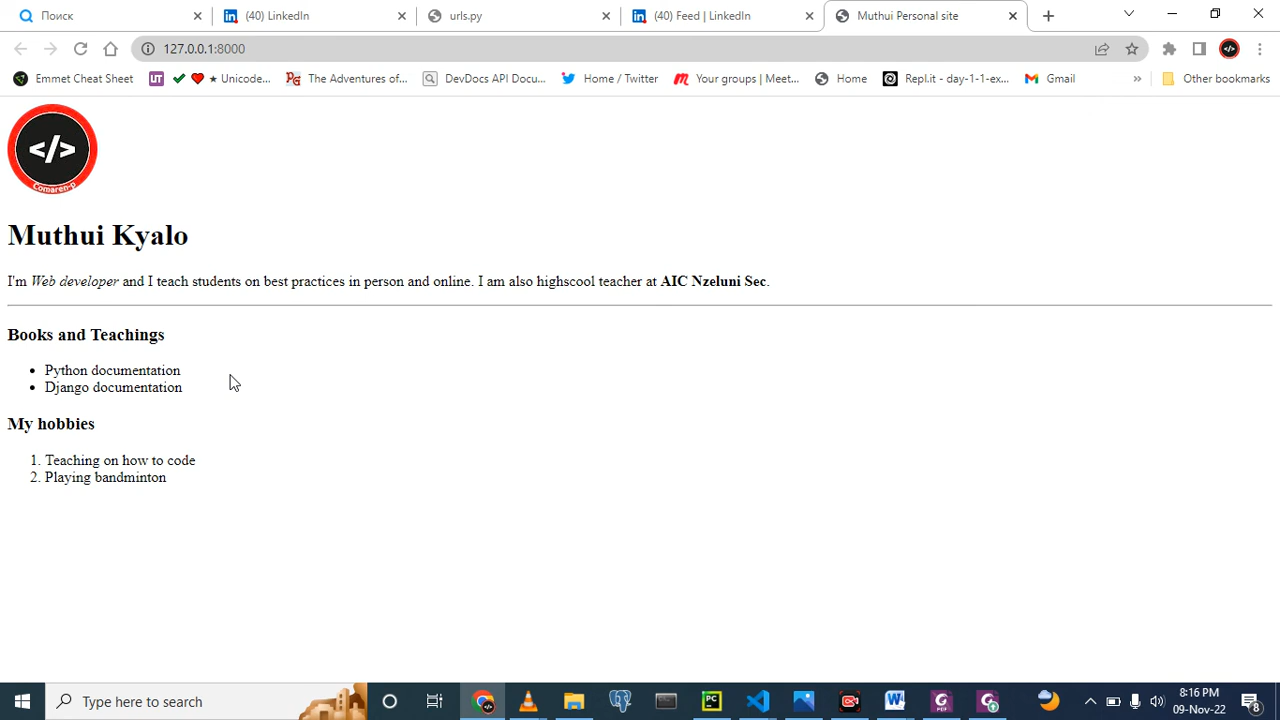 Поиск
(40) LinkedIn
urls.py
(40) Feed | LinkedIn
Muthui Personal site
127.0.0.1:8000
Emmet Cheat Sheet
UT
★ Unicode...
The Adventures of...
DevDocs API Docu...
Home / Twitter
Your groups | Meet...
Home
Repl.it - day-1-1-ex...
Gmail
»
Other bookmarks
</>
Comaren-p
Muthui Kyalo
I'm Web developer and I teach students on best practices in person and online. I am also highscool teacher at AIC Nzeluni Sec.
Books and Teachings
• Python documentation
• Django documentation
My hobbies
1. Teaching on how to code
2. Playing bandminton
Type here to search
8:16 PM
09-Nov-22
8